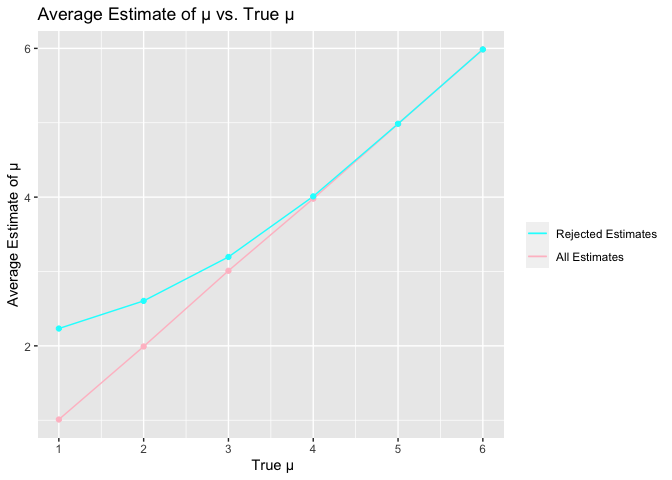 Average Estimate of μ vs. True μ
Average Estimate of μ
6
4
2
1 2 3 4 5 6
True μ
Rejected Estimates
All Estimates